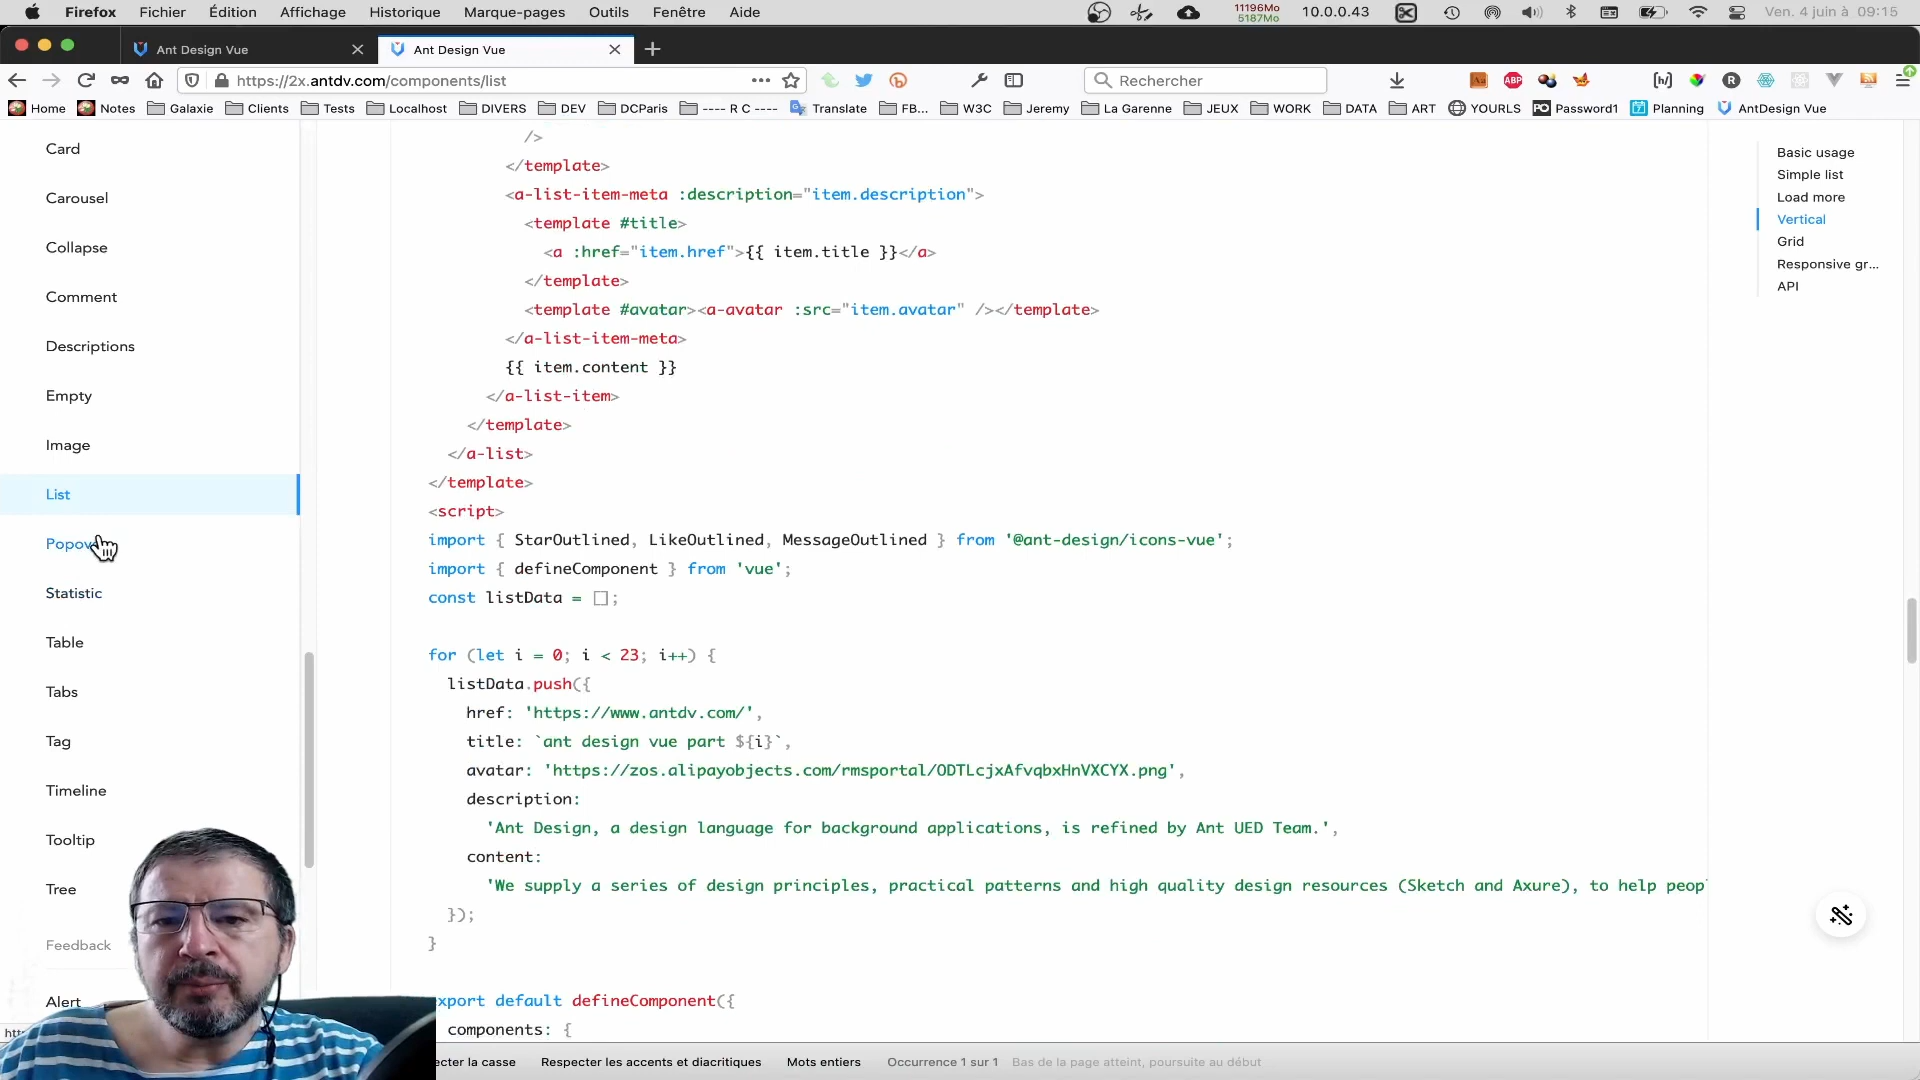 Firefox Fichier Édition Affichage Historique Marque-pages Outils Fenêtre Aide 11196Mo 5187Mo 10.0.0.43 Ven. 4 juin à 09:15
Ant Design Vue Ant Design Vue
https://2x.antdv.com/components/list Rechercher
Home Notes Galaxie Clients Tests Localhost DIVERS DEV DCParis ---- R C ---- Translate FB... W3C Jeremy La Garenne JEUX WORK DATA ART YOURLS Password1 Planning AntDesign Vue
Card
Carousel
Collapse
Comment
Descriptions
Empty
Image
List
Statistic
Table
Tabs
Tag
Timeline
Tooltip
Tree
Feedback
Alert
/>
</template>
<a-list-item-meta :description="item.description">
<template #title>
<a :href="item.href">{{ item.title }}</a>
</template>
<template #avatar><a-avatar :src="item.avatar" /></template>
</a-list-item-meta>
{{ item.content }}
</a-list-item>
</template>
</a-list>
</template>
<script>
import { StarOutlined, LikeOutlined, MessageOutlined } from '@ant-design/icons-vue';
import { defineComponent } from 'vue';
const listData = [];
for (let i = 0; i < 23; i++) {
listData.push({
href: 'https://www.antdv.com/',
title: `ant design vue part ${i}`,
avatar: 'https://zos.alipayobjects.com/rmsportal/ODTLcjxAfvqbxHnVXCYX.png',
description:
'Ant Design, a design language for background applications, is refined by Ant UED Team.',
content:
'We supply a series of design principles, practical patterns and high quality design resources (Sketch and Axure), to help peop
});
}
xport default defineComponent({
components: {
Basic usage
Simple list
Load more
Vertical
Grid
Responsive gr...
API
ecter la casse Respecter les accents et diacritiques Mots entiers Occurrence 1 sur 1 Bas de la page atteint, poursuite au début